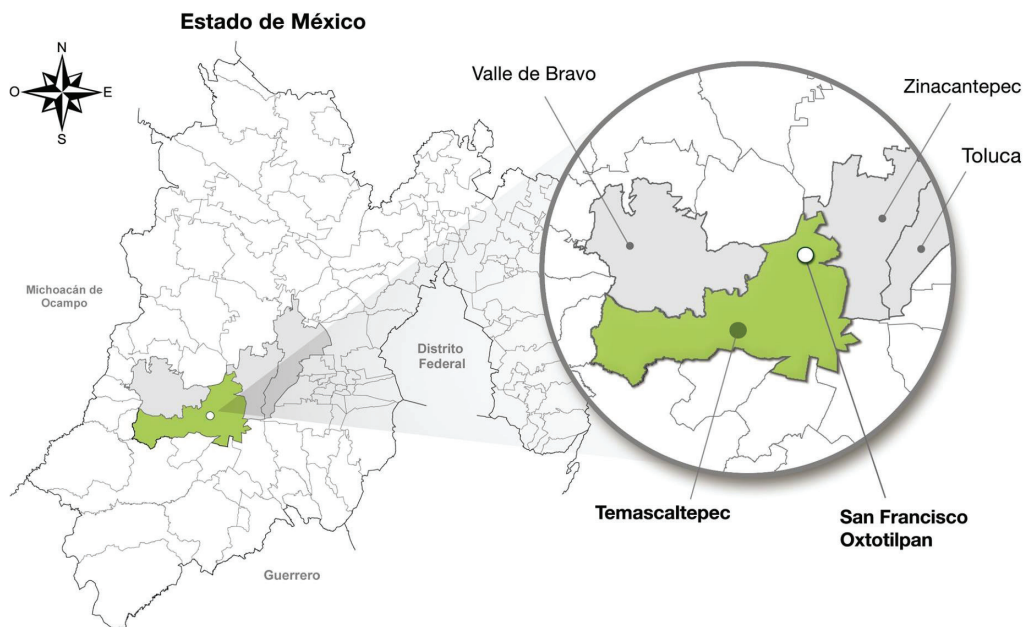 Estado de México
N
O
E
S
Valle de Bravo
Zinacantepec
Toluca
Michoacán de
Ocampo
Distrito
Federal
Temascaltepec
San Francisco
Oxtotilpan
Guerrero